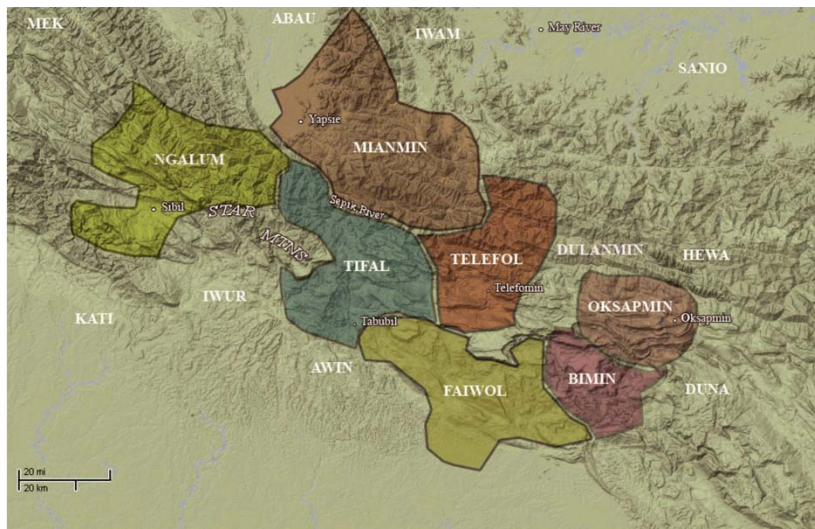 MEK
ABAU
IWAM
May River
SANIO
Yapsie
MIANMIN
NGALUM
Sibil
STAR
MTNS.
Sepik River
TIFAL
TELEFOL
Telefomin
DULANMIN
HEWA
OKSAPMIN
Oksapmin
IWUR
KATI
Tabubil
AWIN
FAIWOL
BIMIN
DUNA
20 mi
20 km